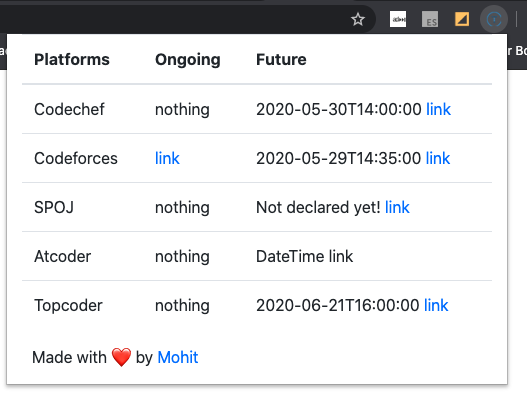 Platforms Ongoing Future
Codechef nothing 2020-05-30T14:00:00 link
Codeforces link 2020-05-29T14:35:00 link
SPOJ nothing Not declared yet! link
Atcoder nothing DateTime link
Topcoder nothing 2020-06-21T16:00:00 link
Made with ❤️ by Mohit